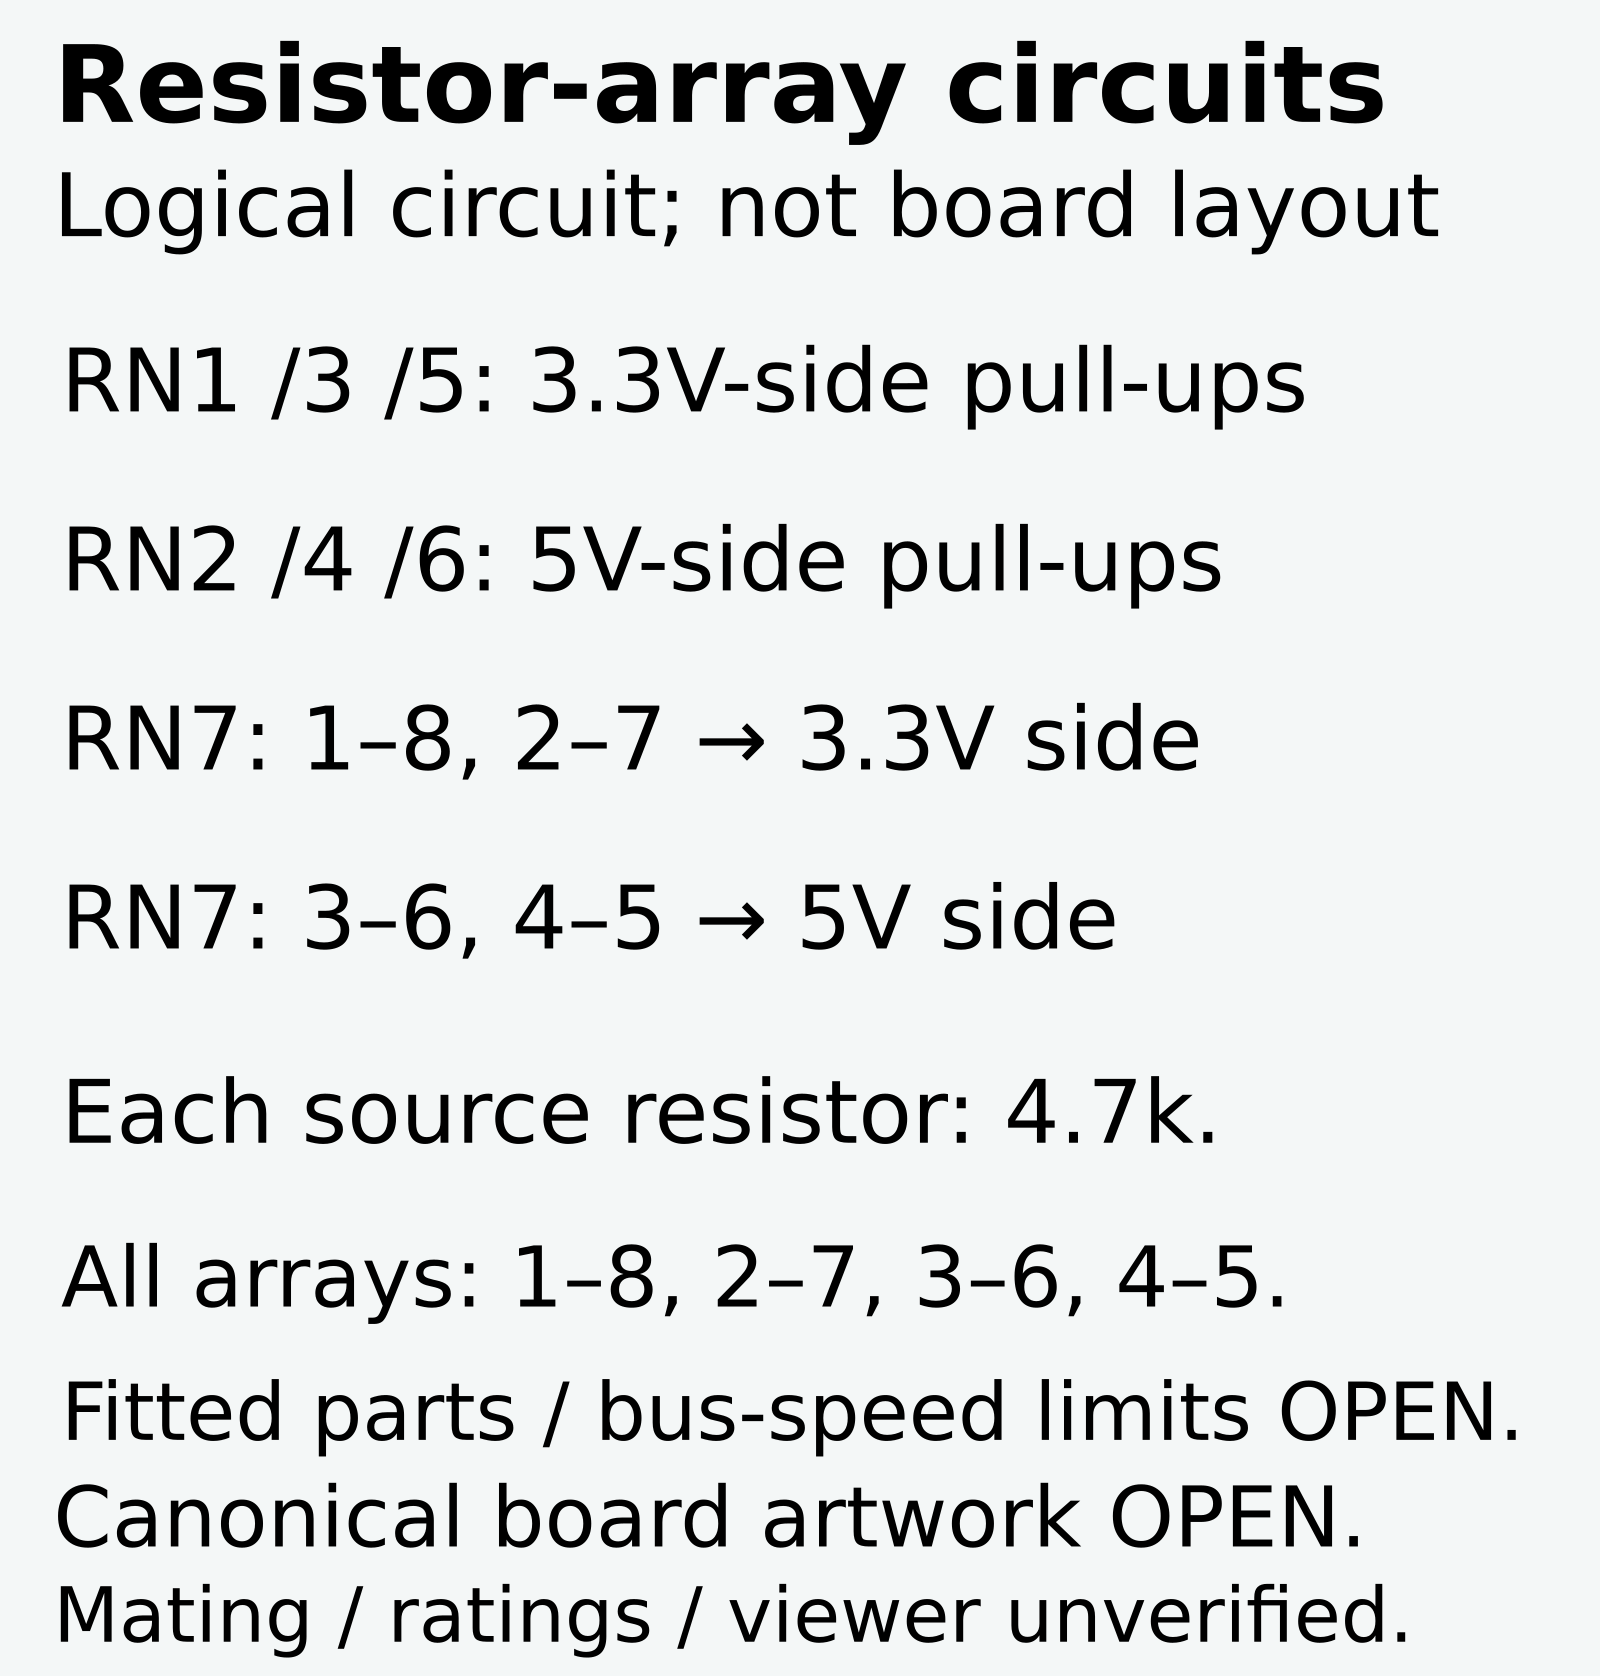 Resistor-array circuits
Logical circuit; not board layout
RN1 /3 /5: 3.3V-side pull-ups
RN2 /4 /6: 5V-side pull-ups
RN7: 1–8, 2–7 → 3.3V side
RN7: 3–6, 4–5 → 5V side
Each source resistor: 4.7k.
All arrays: 1–8, 2–7, 3–6, 4–5.
Fitted parts / bus-speed limits OPEN.
Canonical board artwork OPEN.
Mating / ratings / viewer unverified.